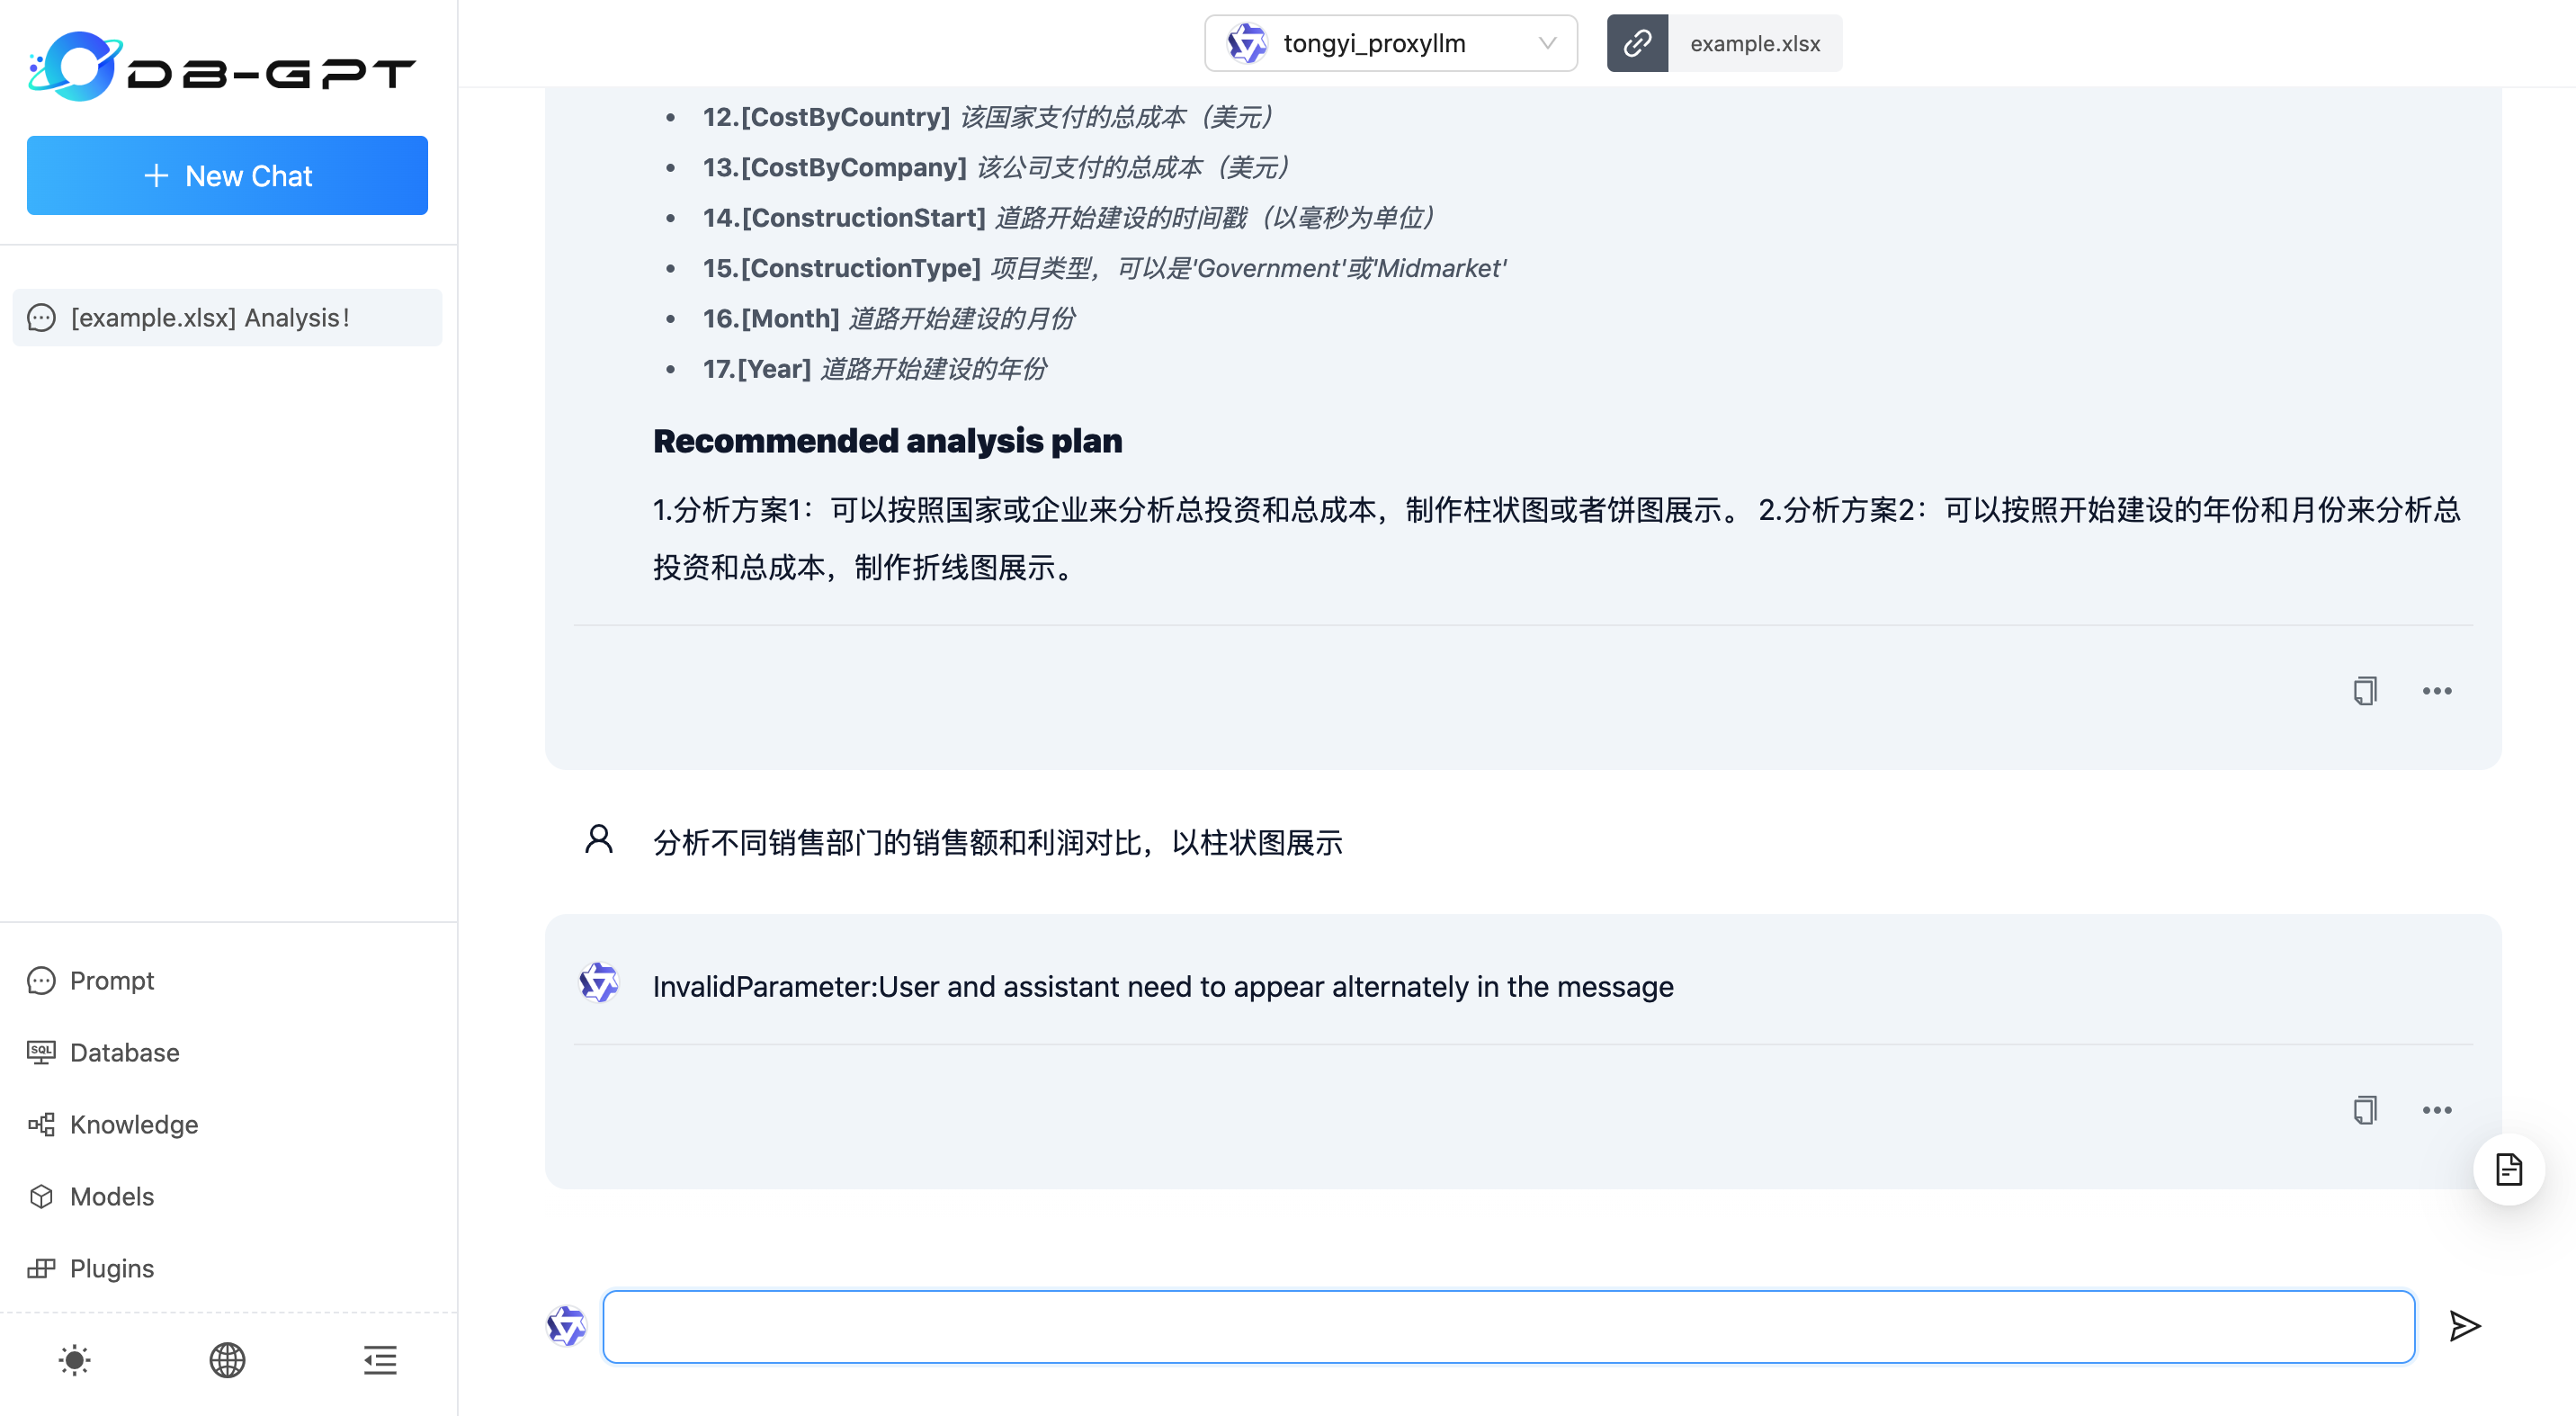 DB-GPT
+ New Chat
[example.xlsx] Analysis!
Prompt
SQL
Database
Knowledge
Models
Plugins
tongyi_proxyllm
example.xlsx
12.[CostByCountry] 该国家支付的总成本（美元）
13.[CostByCompany] 该公司支付的总成本（美元）
14.[ConstructionStart] 道路开始建设的时间戳（以毫秒为单位）
15.[ConstructionType] 项目类型，可以是'Government'或'Midmarket'
16.[Month] 道路开始建设的月份
17.[Year] 道路开始建设的年份
Recommended analysis plan
1.分析方案1：可以按照国家或企业来分析总投资和总成本，制作柱状图或者饼图展示。 2.分析方案2：可以按照开始建设的年份和月份来分析总
投资和总成本，制作折线图展示。
分析不同销售部门的销售额和利润对比，以柱状图展示
InvalidParameter:User and assistant need to appear alternately in the message